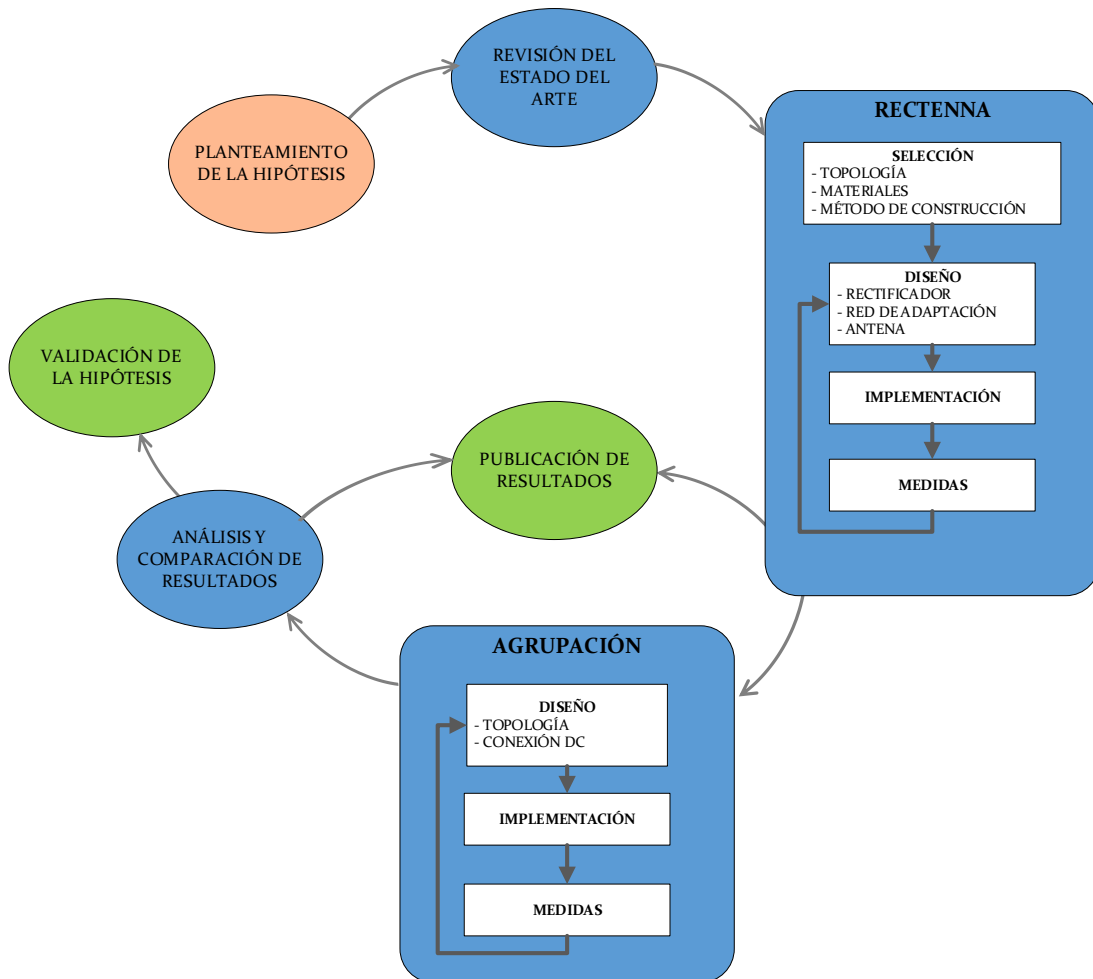 REVISIÓN DEL
ESTADO DEL
ARTE
PLANTEAMIENTO
DE LA HIPÓTESIS
RECTENNA
SELECCIÓN
- TOPOLOGÍA
- MATERIALES
- MÉTODO DE CONSTRUCCIÓN
DISEÑO
- RECTIFICADOR
- RED DE ADAPTACIÓN
- ANTENA
IMPLEMENTACIÓN
MEDIDAS
VALIDACIÓN DE
LA HIPÓTESIS
PUBLICACIÓN DE
RESULTADOS
ANÁLISIS Y
COMPARACIÓN DE
RESULTADOS
AGRUPACIÓN
DISEÑO
- TOPOLOGÍA
- CONEXIÓN DC
IMPLEMENTACIÓN
MEDIDAS